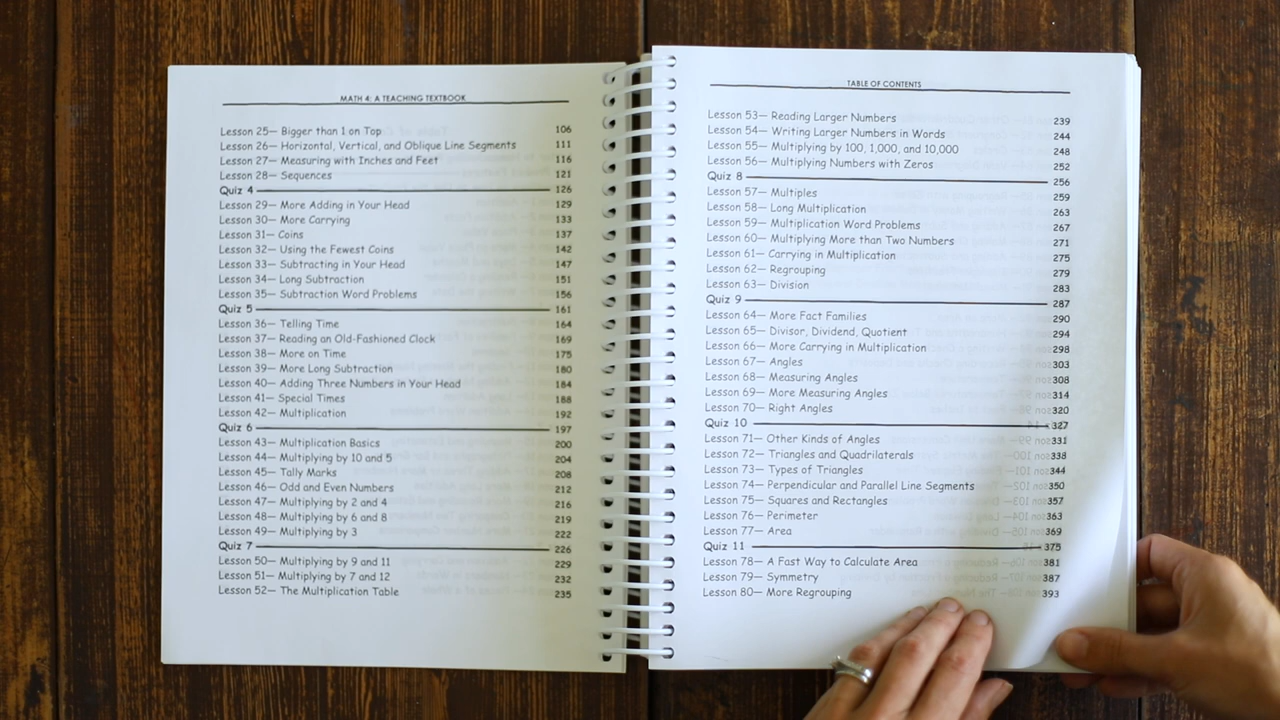 MATH 4: A TEACHING TEXTBOOK
Lesson 25— Bigger than 1 on Top 106
Lesson 26— Horizontal, Vertical, and Oblique Line Segments 111
Lesson 27— Measuring with Inches and Feet 116
Lesson 28— Sequences 121
Quiz 4 126
Lesson 29— More Adding in Your Head 129
Lesson 30— More Carrying 133
Lesson 31— Coins 137
Lesson 32— Using the Fewest Coins 142
Lesson 33— Subtracting in Your Head 147
Lesson 34— Long Subtraction 151
Lesson 35— Subtraction Word Problems 156
Quiz 5 161
Lesson 36— Telling Time 164
Lesson 37— Reading an Old-Fashioned Clock 169
Lesson 38— More on Time 175
Lesson 39— More Long Subtraction 180
Lesson 40— Adding Three Numbers in Your Head 184
Lesson 41— Special Times 188
Lesson 42— Multiplication 192
Quiz 6 197
Lesson 43— Multiplication Basics 200
Lesson 44— Multiplying by 10 and 5 204
Lesson 45— Tally Marks 208
Lesson 46— Odd and Even Numbers 212
Lesson 47— Multiplying by 2 and 4 216
Lesson 48— Multiplying by 6 and 8 219
Lesson 49— Multiplying by 3 222
Quiz 7 226
Lesson 50— Multiplying by 9 and 11 229
Lesson 51— Multiplying by 7 and 12 232
Lesson 52— The Multiplication Table 235
TABLE OF CONTENTS
Lesson 53— Reading Larger Numbers 239
Lesson 54— Writing Larger Numbers in Words 244
Lesson 55— Multiplying by 100, 1,000, and 10,000 248
Lesson 56— Multiplying Numbers with Zeros 252
Quiz 8 256
Lesson 57— Multiples 259
Lesson 58— Long Multiplication 263
Lesson 59— Multiplication Word Problems 267
Lesson 60— Multiplying More than Two Numbers 271
Lesson 61— Carrying in Multiplication 275
Lesson 62— Regrouping 279
Lesson 63— Division 283
Quiz 9 287
Lesson 64— More Fact Families 290
Lesson 65— Divisor, Dividend, Quotient 294
Lesson 66— More Carrying in Multiplication 298
Lesson 67— Angles 303
Lesson 68— Measuring Angles 308
Lesson 69— More Measuring Angles 314
Lesson 70— Right Angles 320
Quiz 10 327
Lesson 71— Other Kinds of Angles 331
Lesson 72— Triangles and Quadrilaterals 338
Lesson 73— Types of Triangles 344
Lesson 74— Perpendicular and Parallel Line Segments 350
Lesson 75— Squares and Rectangles 357
Lesson 76— Perimeter 363
Lesson 77— Area 369
Quiz 11 375
Lesson 78— A Fast Way to Calculate Area 381
Lesson 79— Symmetry 387
Lesson 80— More Regrouping 393